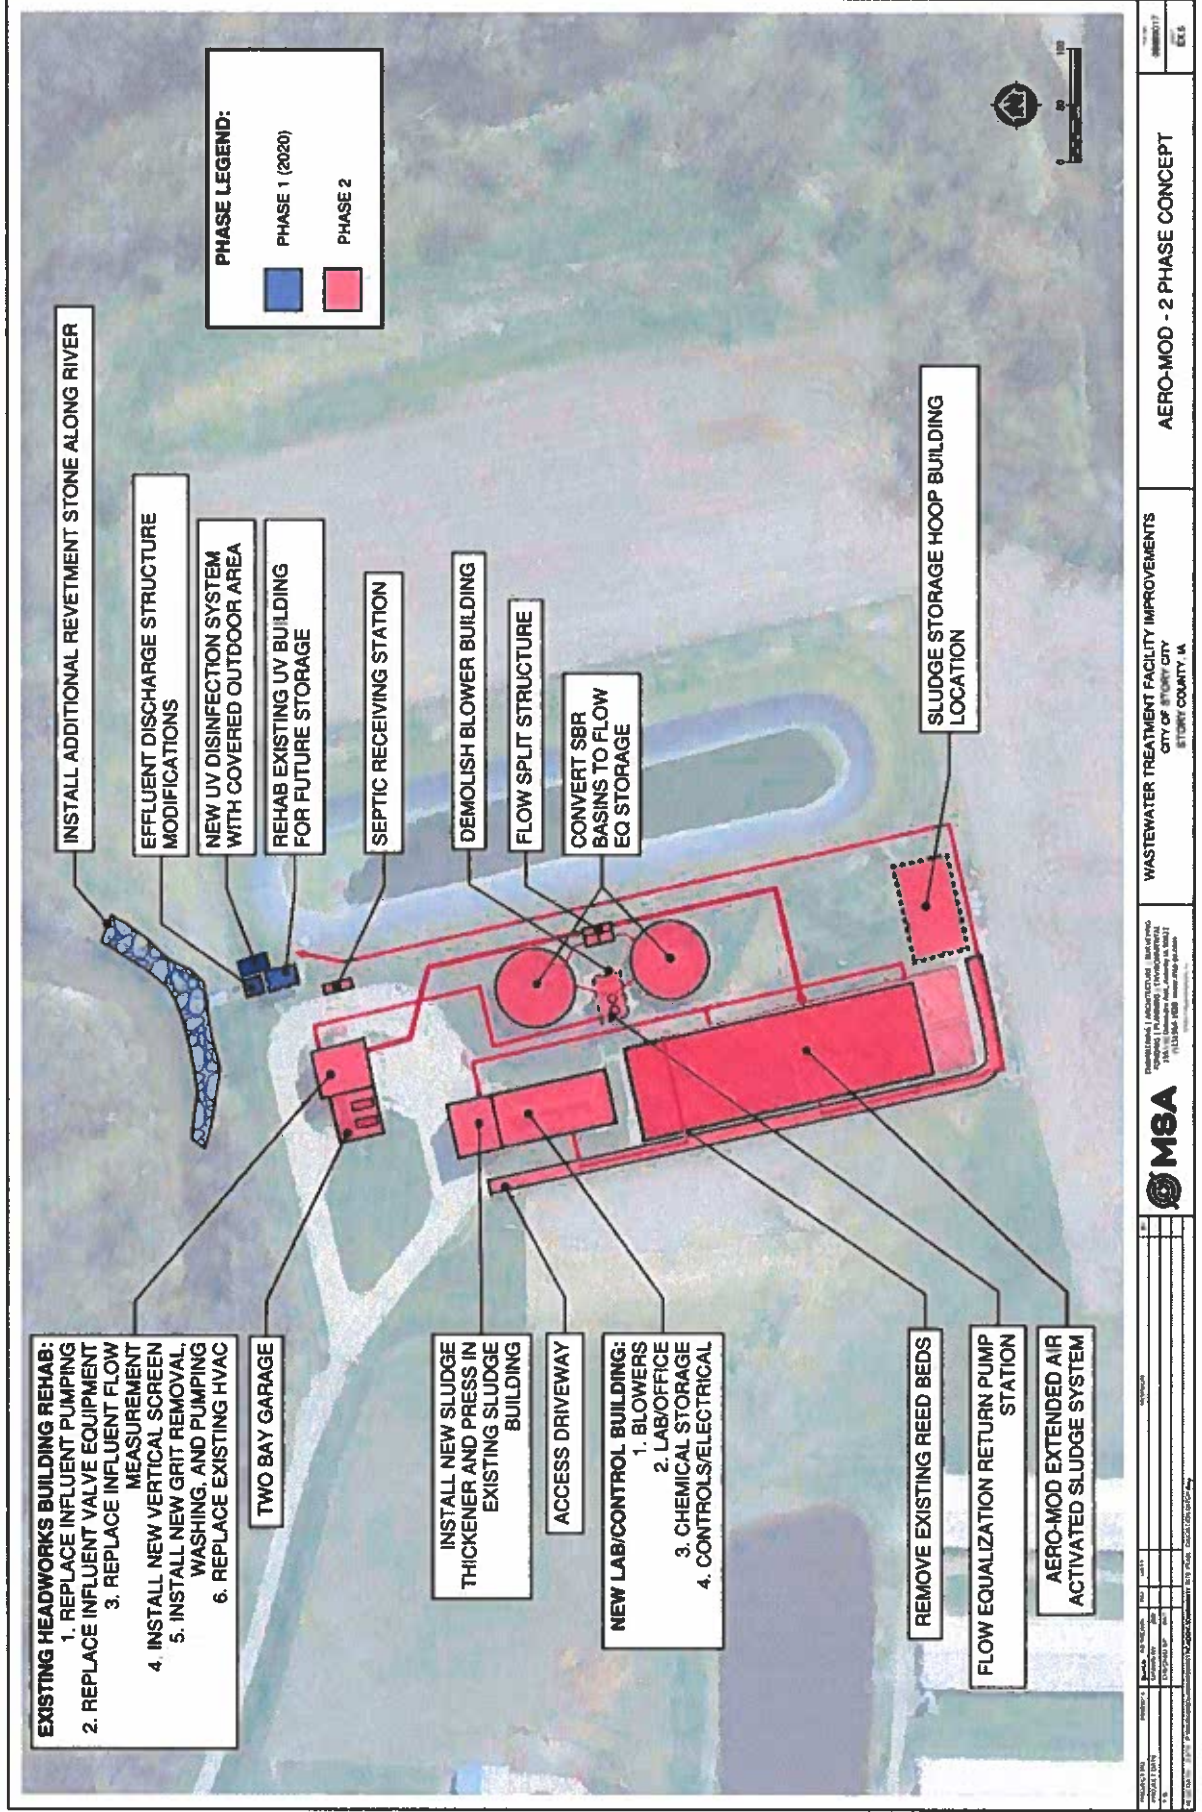 EXISTING HEADWORKS BUILDING REHAB:
1. REPLACE INFLUENT PUMPING
2. REPLACE INFLUENT VALVE EQUIPMENT
3. REPLACE INFLUENT FLOW
MEASUREMENT
4. INSTALL NEW VERTICAL SCREEN
5. INSTALL NEW GRIT REMOVAL,
WASHING, AND PUMPING
6. REPLACE EXISTING HVAC
TWO BAY GARAGE
INSTALL NEW SLUDGE
THICKENER AND PRESS IN
EXISTING SLUDGE
BUILDING
ACCESS DRIVEWAY
NEW LAB/CONTROL BUILDING:
1. BLOWERS
2. LAB/OFFICE
3. CHEMICAL STORAGE
4. CONTROLS/ELECTRICAL
REMOVE EXISTING REED BEDS
FLOW EQUALIZATION RETURN PUMP
STATION
AERO-MOD EXTENDED AIR
ACTIVATED SLUDGE SYSTEM
INSTALL ADDITIONAL REVETMENT STONE ALONG RIVER
EFFLUENT DISCHARGE STRUCTURE
MODIFICATIONS
NEW UV DISINFECTION SYSTEM
WITH COVERED OUTDOOR AREA
REHAB EXISTING UV BUILDING
FOR FUTURE STORAGE
SEPTIC RECEIVING STATION
DEMOLISH BLOWER BUILDING
FLOW SPLIT STRUCTURE
CONVERT SBR
BASINS TO FLOW
EQ STORAGE
SLUDGE STORAGE HOOP BUILDING
LOCATION
PHASE LEGEND:
PHASE 1 (2020)
PHASE 2
0 50 100
MSA
WASTEWATER TREATMENT FACILITY IMPROVEMENTS
CITY OF STORY CITY
STORY COUNTY, IA
AERO-MOD - 2 PHASE CONCEPT
EX 5